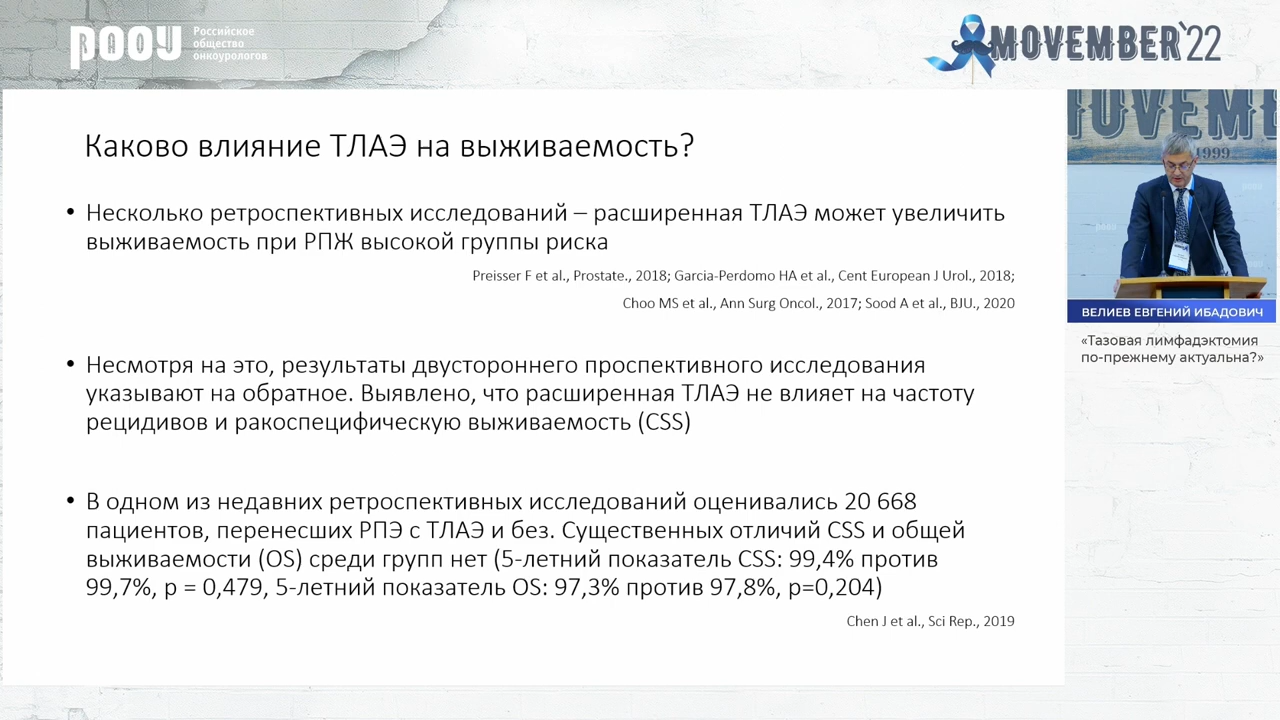 РООУ
Российское
общество
онкоурологов
MOVEMBER'22
Каково влияние ТЛАЭ на выживаемость?
• Несколько ретроспективных исследований – расширенная ТЛАЭ может увеличить
выживаемость при РПЖ высокой группы риска
Preisser F et al., Prostate., 2018; Garcia-Perdomo HA et al., Cent European J Urol., 2018;
Choo MS et al., Ann Surg Oncol., 2017; Sood A et al., BJU., 2020
• Несмотря на это, результаты двустороннего проспективного исследования
указывают на обратное. Выявлено, что расширенная ТЛАЭ не влияет на частоту
рецидивов и ракоспецифическую выживаемость (CSS)
• В одном из недавних ретроспективных исследований оценивались 20 668
пациентов, перенесших РПЭ с ТЛАЭ и без. Существенных отличий CSS и общей
выживаемости (OS) среди групп нет (5-летний показатель CSS: 99,4% против
99,7%, p = 0,479, 5-летний показатель OS: 97,3% против 97,8%, p=0,204)
Chen J et al., Sci Rep., 2019
MOVEM
1999
ВЕЛИЕВ ЕВГЕНИЙ ИБАДОВИЧ
«Тазовая лимфадэктомия
по-прежнему актуальна?»